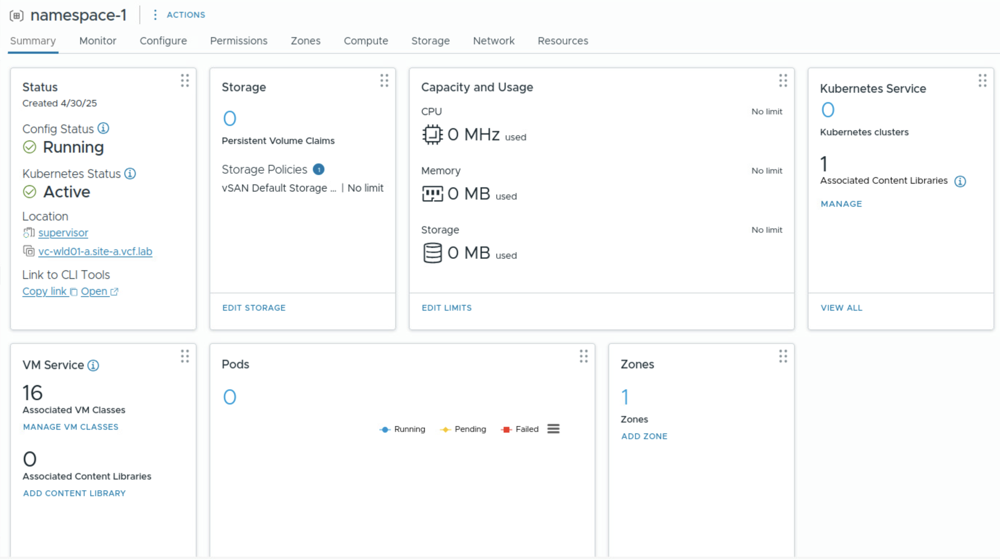 namespace-1
ACTIONS
Summary Monitor Configure Permissions Zones Compute Storage Network Resources
Status
Created 4/30/25
Config Status
Running
Kubernetes Status
Active
Location
supervisor
vc-wld01-a.site-a.vcf.lab
Link to CLI Tools
Copy link Open
Storage
0
Persistent Volume Claims
Storage Policies 1
vSAN Default Storage ... | No limit
EDIT STORAGE
Capacity and Usage
CPU No limit
0 MHz used
Memory No limit
0 MB used
Storage No limit
0 MB used
EDIT LIMITS
Kubernetes Service
0
Kubernetes clusters
1
Associated Content Libraries
MANAGE
VIEW ALL
VM Service
16
Associated VM Classes
MANAGE VM CLASSES
0
Associated Content Libraries
ADD CONTENT LIBRARY
Pods
0
Running Pending Failed
Zones
1
Zones
ADD ZONE